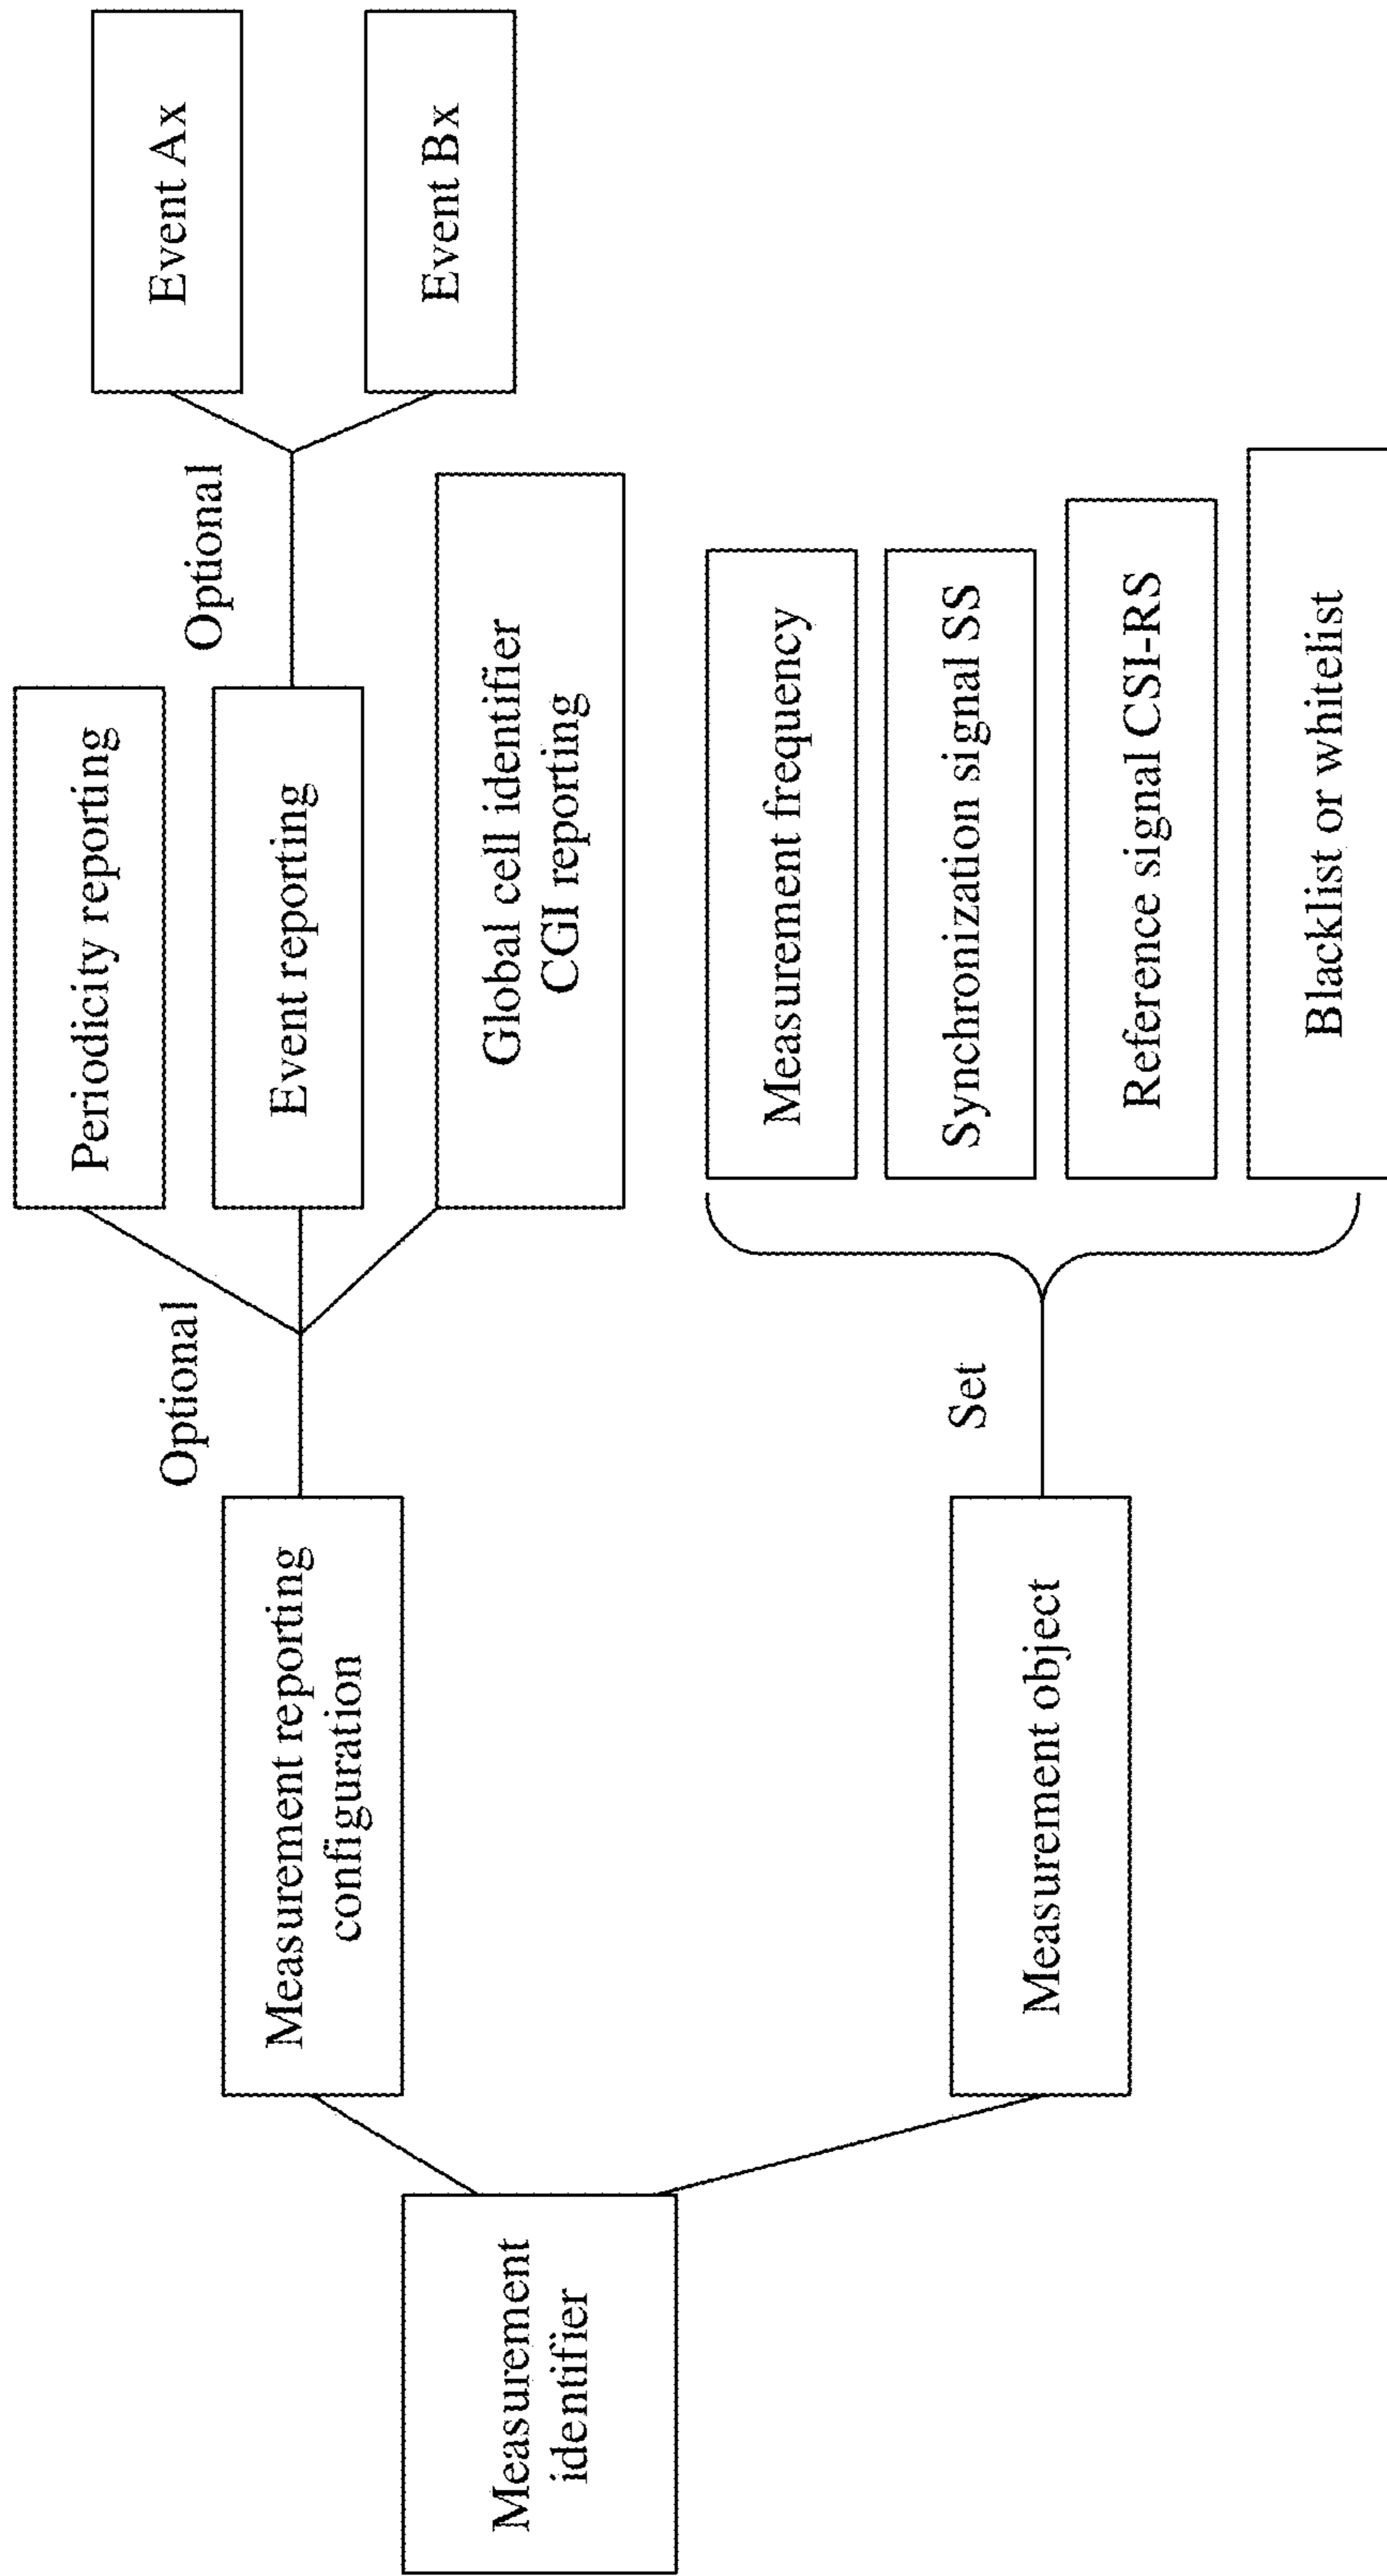 Measurement
identifier
Measurement reporting
configuration
Optional
Periodicity reporting
Event reporting
Global cell identifier
CGI reporting
Optional
Event Ax
Event Bx
Measurement object
Set
Measurement frequency
Synchronization signal SS
Reference signal CSI-RS
Blacklist or whitelist